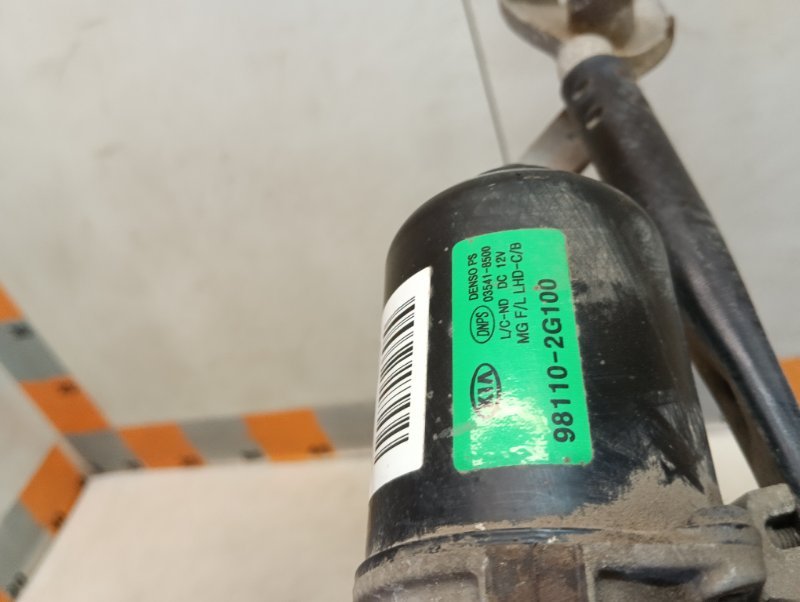 DENSO PS
DNPS 03541-8500
L/C-ND DC 12V
MG F/L LHD-C/B
KIA
98110-2G100